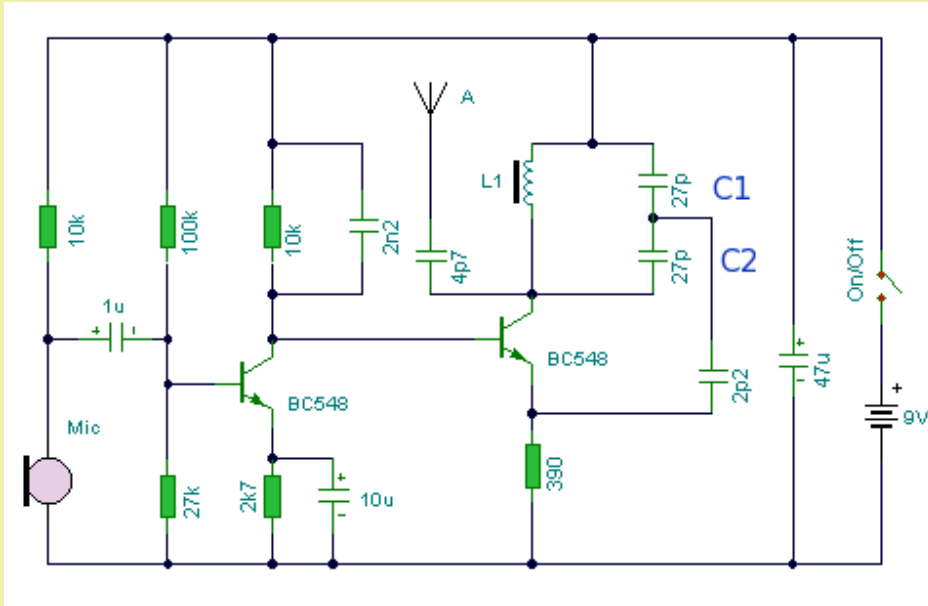 A
L1
27p
C1
10k
100k
10k
2n2
4p7
27p
C2
On/Off
1u
+
-
BC548
BC548
2p2
+
-
47u
+
9V
Mic
27k
2k7
+
-
10u
390